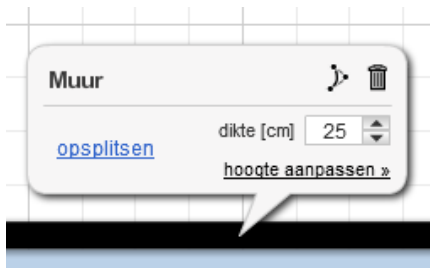 Muur
dikte [cm] 25
opsplitsen
hoogte aanpassen »